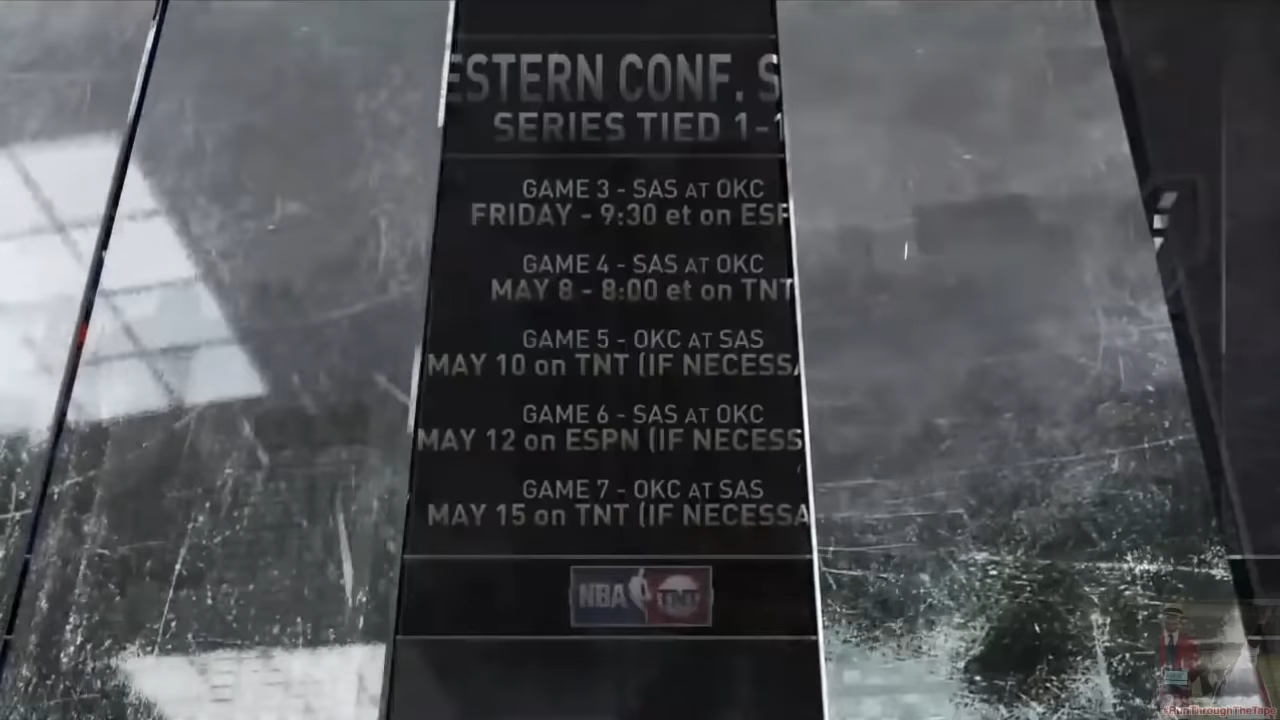 ESTERN CONF. S
SERIES TIED 1-1
GAME 3 - SAS AT OKC
FRIDAY - 9:30 et on ESP
GAME 4 - SAS AT OKC
MAY 8 - 8:00 et on TNT
GAME 5 - OKC AT SAS
MAY 10 on TNT (IF NECESSA
GAME 6 - SAS AT OKC
MAY 12 on ESPN (IF NECESS
GAME 7 - OKC AT SAS
MAY 15 on TNT (IF NECESSA
NBA TNT
@RunThroughTheTape